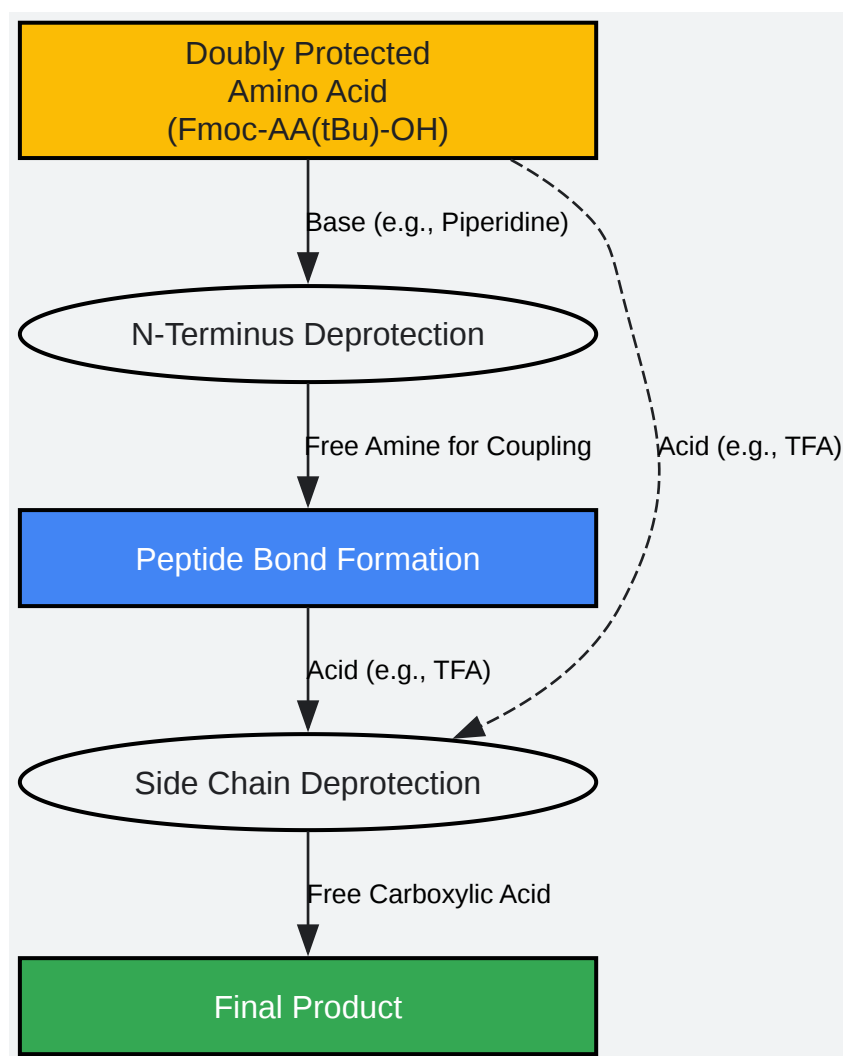 Doubly Protected
Amino Acid
(Fmoc-AA(tBu)-OH)
Base (e.g., Piperidine)
N-Terminus Deprotection
Free Amine for Coupling
Acid (e.g., TFA)
Peptide Bond Formation
Acid (e.g., TFA)
Side Chain Deprotection
Free Carboxylic Acid
Final Product